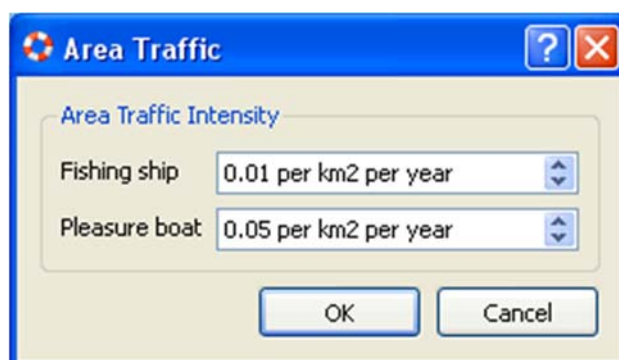 Area Traffic
Area Traffic Intensity
Fishing ship 0.01 per km2 per year
Pleasure boat 0.05 per km2 per year
OK Cancel